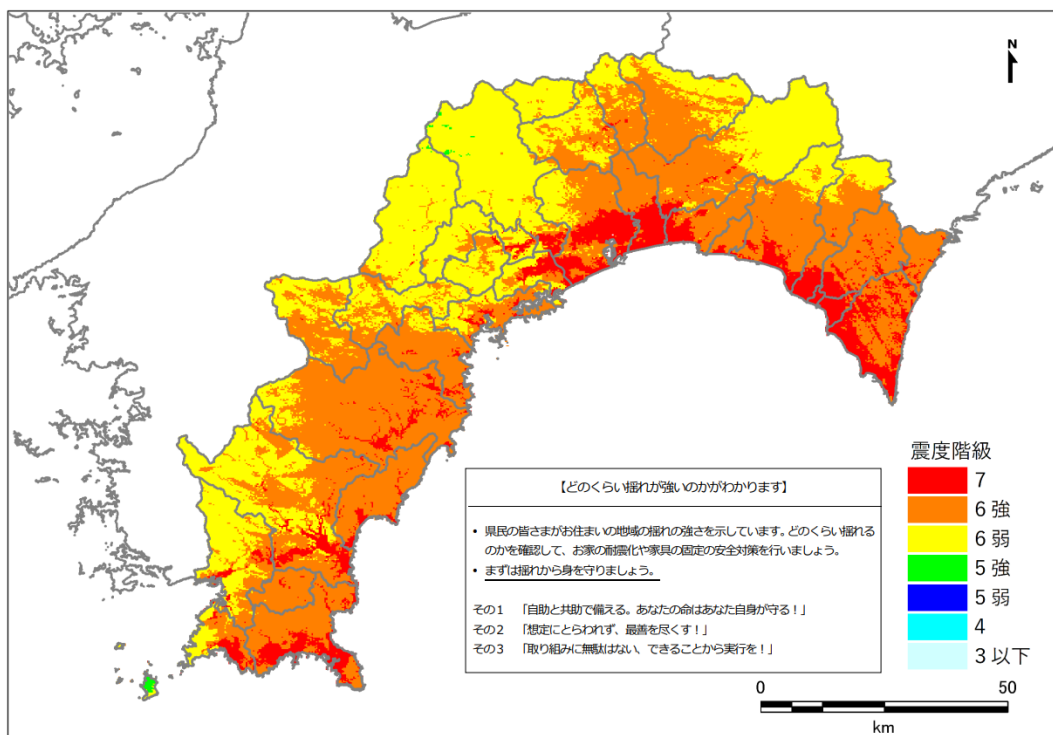 N
【どのくらい揺れが強いのかがわかります】
• 県民の皆さまがお住まいの地域の揺れの強さを示しています。どのくらい揺れる
のかを確認して、お家の耐震化や家具の固定の安全対策を行いましょう。
• まずは揺れから身を守りましょう。
その1 「自助と共助で備える。あなたの命はあなた自身が守る！」
その2 「想定にとらわれず、最善を尽くす！」
その3 「取り組みに無駄はない、できることから実行を！」
震度階級
7
6強
6弱
5強
5弱
4
3以下
0 50
km